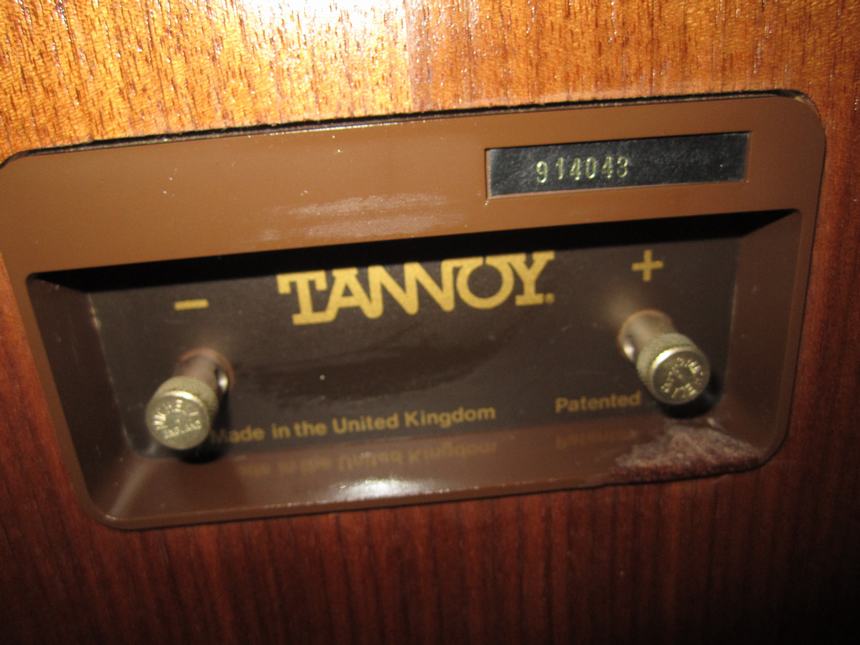 914043
TANNOY.
− +
Made in the United Kingdom
Patented